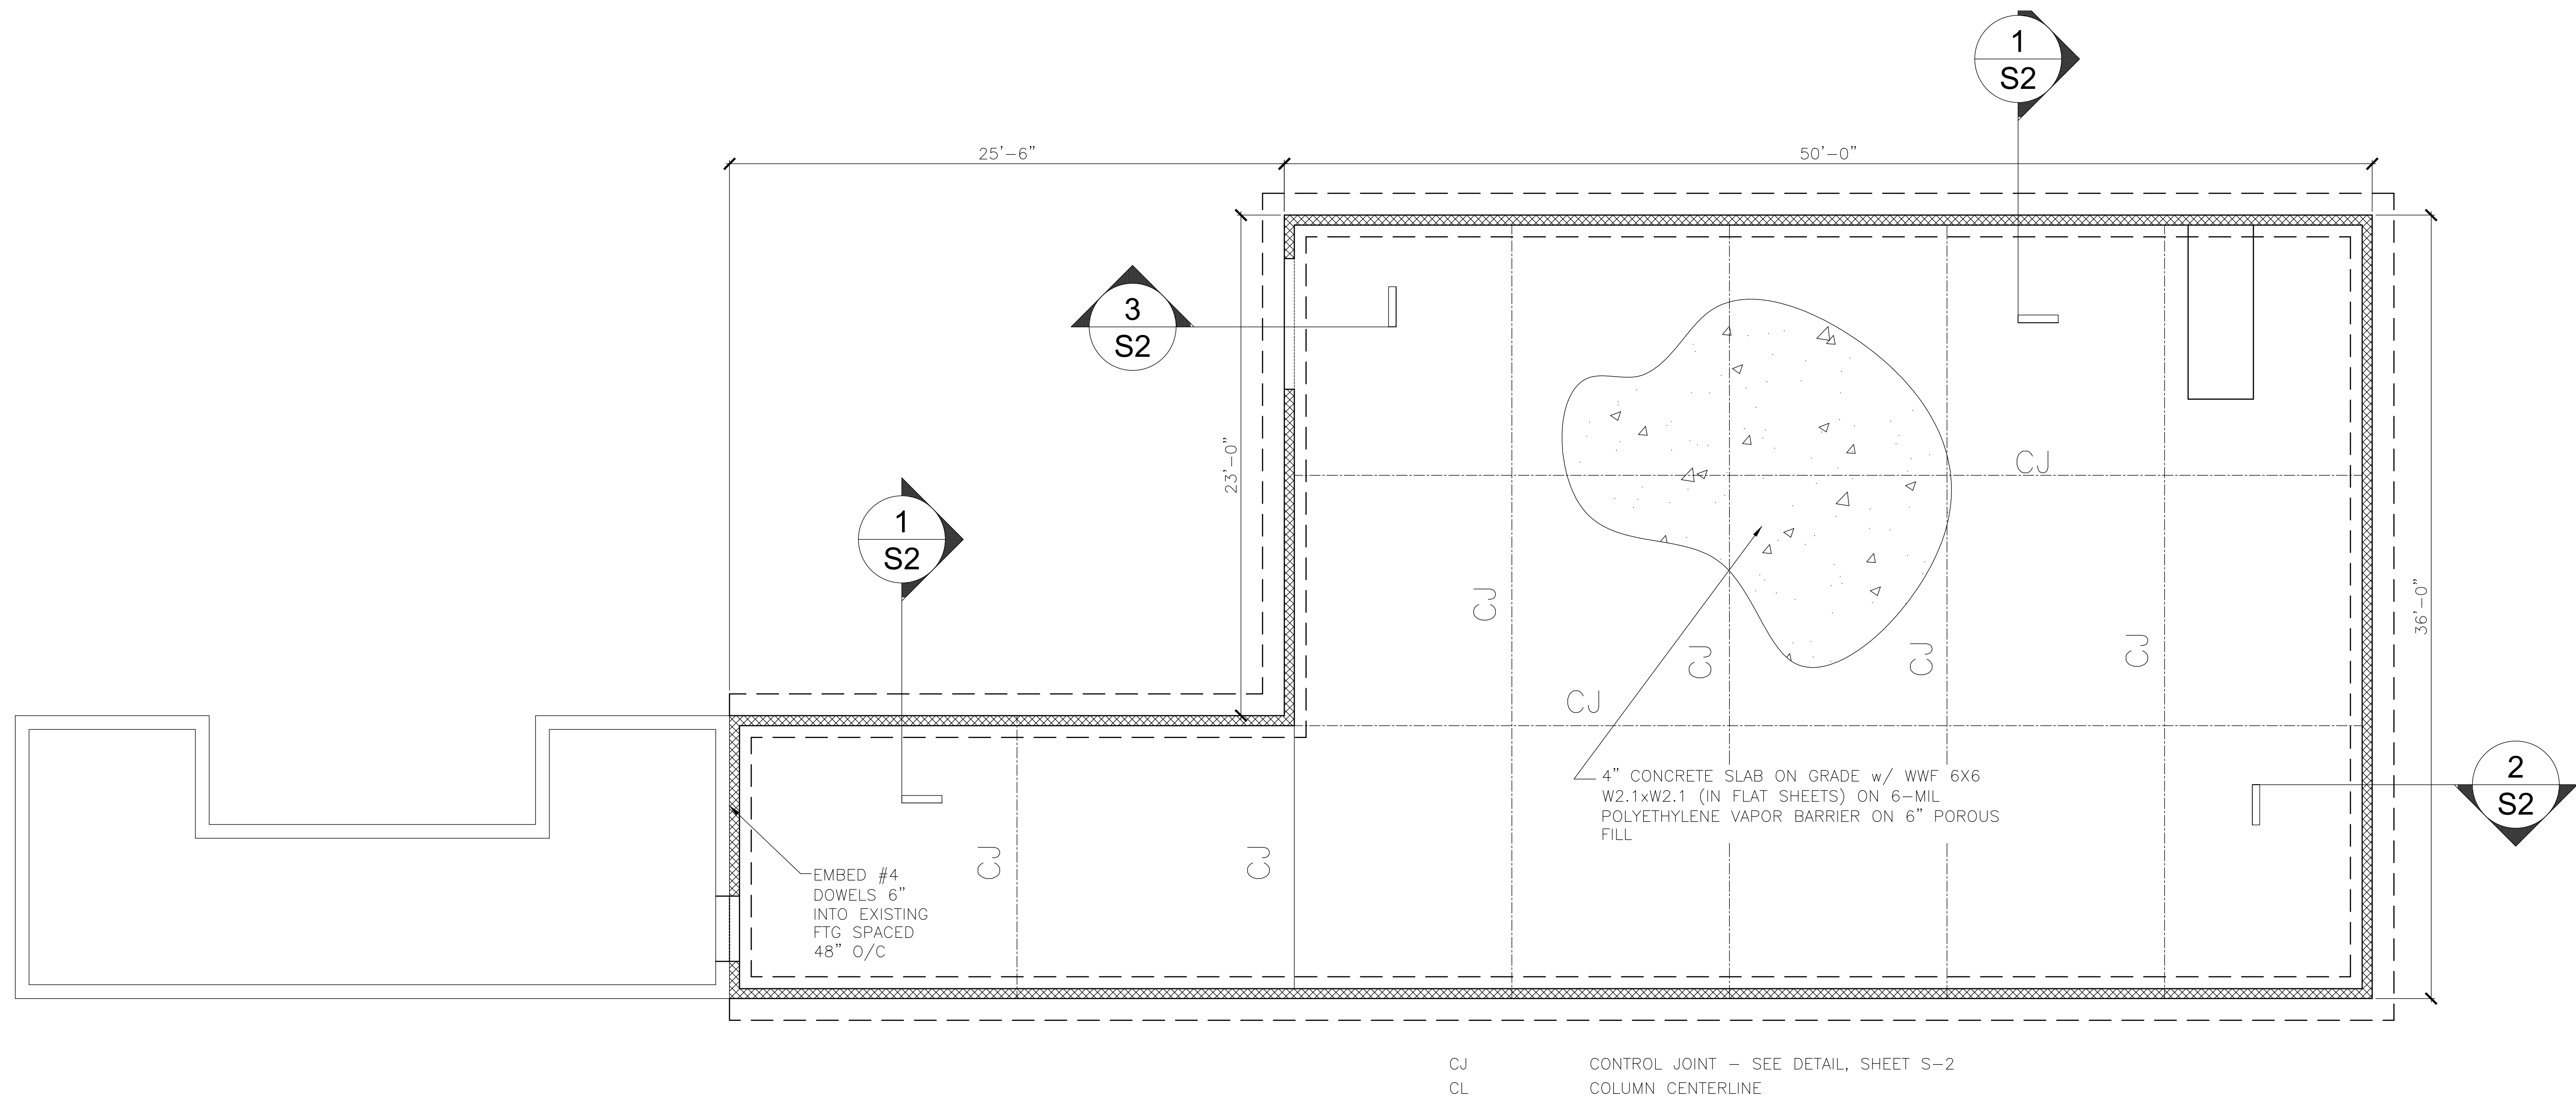 1
S2
25'-6"
50'-0"
3
S2
23'-0"
1
S2
CJ
CJ
CJ
CJ
CJ
36'-0"
CJ
2
S2
4" CONCRETE SLAB ON GRADE w/ WWF 6X6
W2.1xW2.1 (IN FLAT SHEETS) ON 6-MIL
POLYETHYLENE VAPOR BARRIER ON 6" POROUS
FILL
CJ
CJ
EMBED #4
DOWELS 6"
INTO EXISTING
FTG SPACED
48" O/C
CJ CONTROL JOINT - SEE DETAIL, SHEET S-2
CL COLUMN CENTERLINE